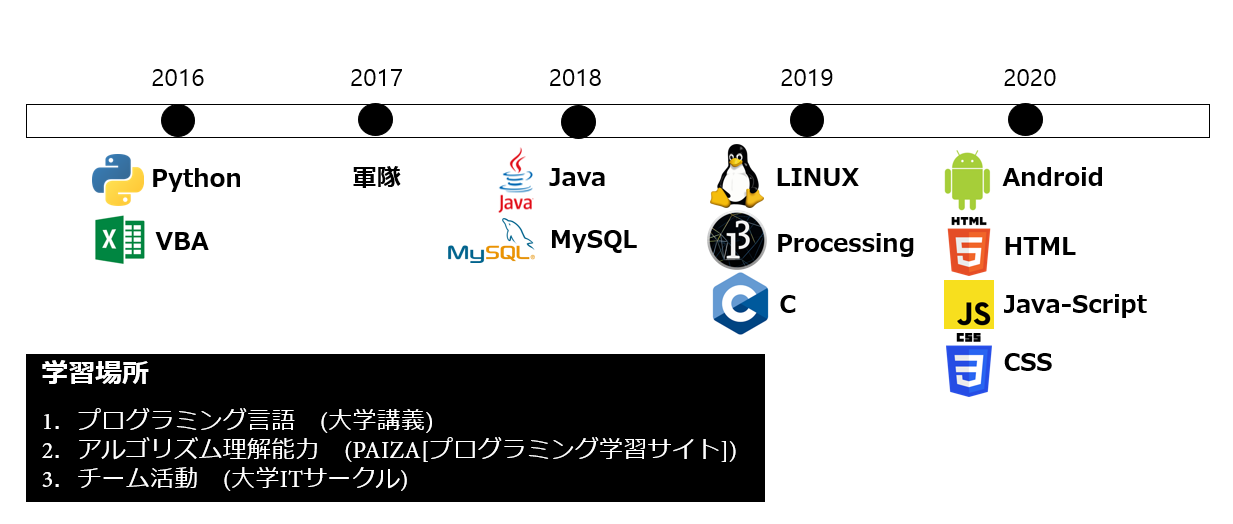 2016 2017 2018 2019 2020
Python 軍隊 Java LINUX Android
Java
VBA MySQL MySQL Processing HTML HTML
C Java-Script
JS
CSS CSS
学習場所
1. プログラミング言語 (大学講義)
2. アルゴリズム理解能力 (PAIZA[プログラミング学習サイト])
3. チーム活動 (大学ITサークル)